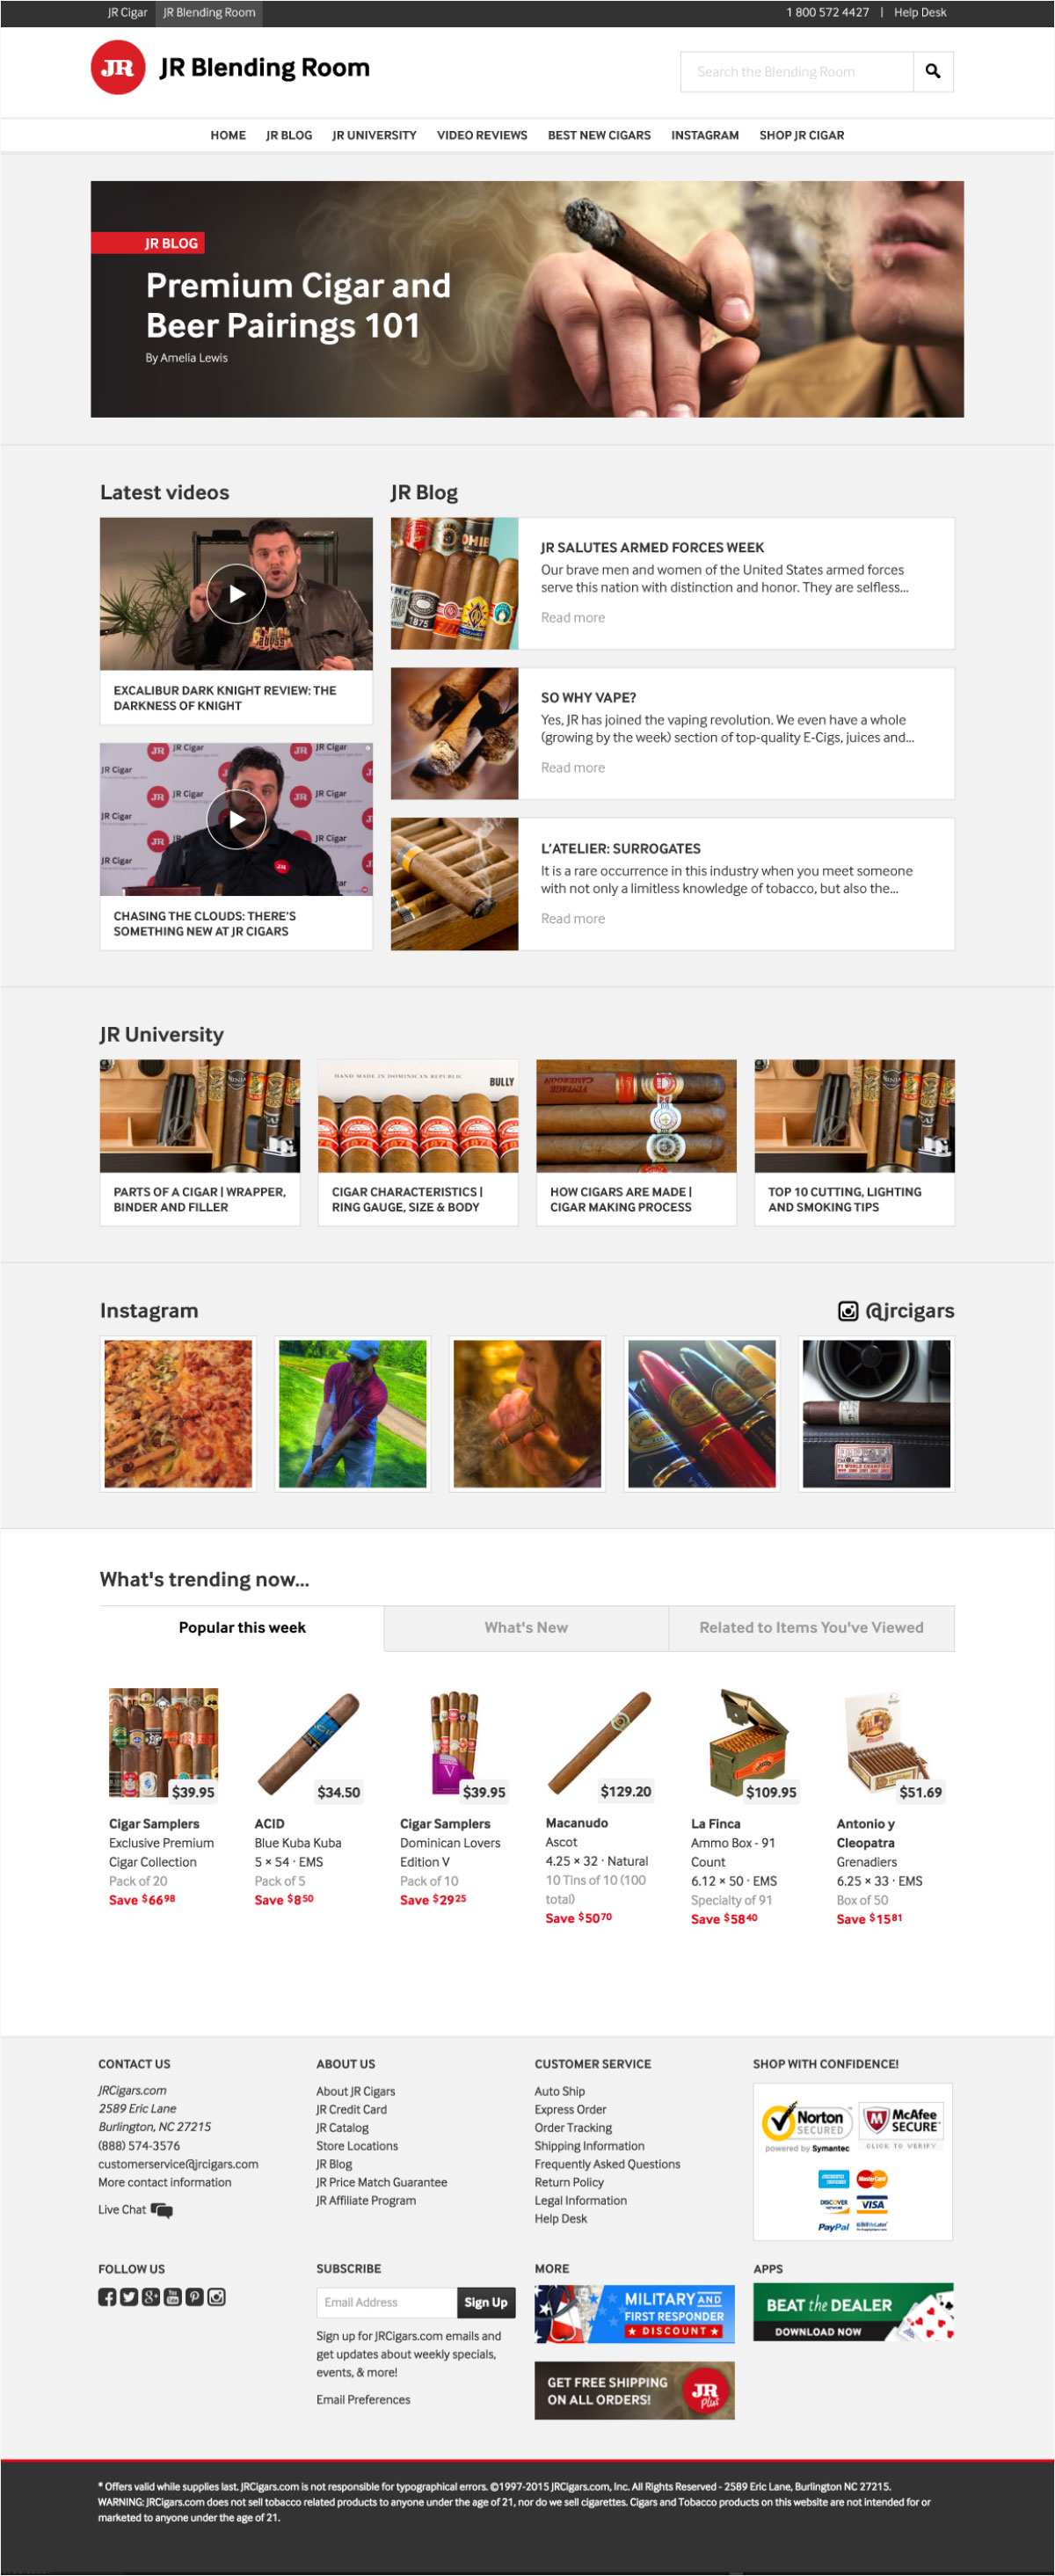 JR Cigar JR Blending Room
1 800 572 4427 | Help Desk
JR JR Blending Room
Search the Blending Room
HOME JR BLOG JR UNIVERSITY VIDEO REVIEWS BEST NEW CIGARS INSTAGRAM SHOP JR CIGAR
JR BLOG
Premium Cigar and
Beer Pairings 101
By Amelia Lewis
Latest videos
EXCALIBUR DARK KNIGHT REVIEW: THE
DARKNESS OF KNIGHT
JR Cigar
CHASING THE CLOUDS: THERE'S
SOMETHING NEW AT JR CIGARS
JR Blog
JR SALUTES ARMED FORCES WEEK
Our brave men and women of the United States armed forces
serve this nation with distinction and honor. They are selfless...
Read more
SO WHY VAPE?
Yes, JR has joined the vaping revolution. We even have a whole
(growing by the week) section of top-quality E-Cigs, juices and...
Read more
L'ATELIER: SURROGATES
It is a rare occurrence in this industry when you meet someone
with not only a limitless knowledge of tobacco, but also the...
Read more
JR University
PARTS OF A CIGAR | WRAPPER,
BINDER AND FILLER
HAND MADE IN DOMINICAN REPUBLIC
BULLY
CIGAR CHARACTERISTICS |
RING GAUGE, SIZE & BODY
HOW CIGARS ARE MADE |
CIGAR MAKING PROCESS
TOP 10 CUTTING, LIGHTING
AND SMOKING TIPS
Instagram
@jrcigars
What's trending now...
Popular this week
What's New
Related to Items You've Viewed
$39.95
Cigar Samplers
Exclusive Premium
Cigar Collection
Pack of 20
Save $6698
$34.50
ACID
Blue Kuba Kuba
5 × 54 · EMS
Pack of 5
Save $850
$39.95
Cigar Samplers
Dominican Lovers
Edition V
Pack of 10
Save $2925
$129.20
Macanudo
Ascot
4.25 × 32 · Natural
10 Tins of 10 (100
total)
Save $5070
$109.95
La Finca
Ammo Box - 91
Count
6.12 × 50 · EMS
Specialty of 91
Save $5840
$51.69
Antonio y
Cleopatra
Grenadiers
6.25 × 33 · EMS
Box of 50
Save $1581
CONTACT US
JRCigars.com
2589 Eric Lane
Burlington, NC 27215
(888) 574-3576
customerservice@jrcigars.com
More contact information
Live Chat
ABOUT US
About JR Cigars
JR Credit Card
JR Catalog
Store Locations
JR Blog
JR Price Match Guarantee
JR Affiliate Program
CUSTOMER SERVICE
Auto Ship
Express Order
Order Tracking
Shipping Information
Frequently Asked Questions
Return Policy
Legal Information
Help Desk
SHOP WITH CONFIDENCE!
Norton
SECURED
powered by Symantec
McAfee
SECURE
CLICK TO VERIFY
MasterCard
DISCOVER
VISA
PayPal
FOLLOW US
SUBSCRIBE
Email Address
Sign Up
Sign up for JRCigars.com emails and
get updates about weekly specials,
events, & more!
Email Preferences
MORE
MILITARY AND
FIRST RESPONDER
★ DISCOUNT ★
GET FREE SHIPPING
ON ALL ORDERS!
JR
Plus
APPS
BEAT the DEALER
DOWNLOAD NOW
* Offers valid while supplies last. JRCigars.com is not responsible for typographical errors. ©1997-2015 JRCigars.com, Inc. All Rights Reserved - 2589 Eric Lane, Burlington NC 27215.
WARNING: JRCigars.com does not sell tobacco related products to anyone under the age of 21, nor do we sell cigarettes. Cigars and Tobacco products on this website are not intended for or
marketed to anyone under the age of 21.